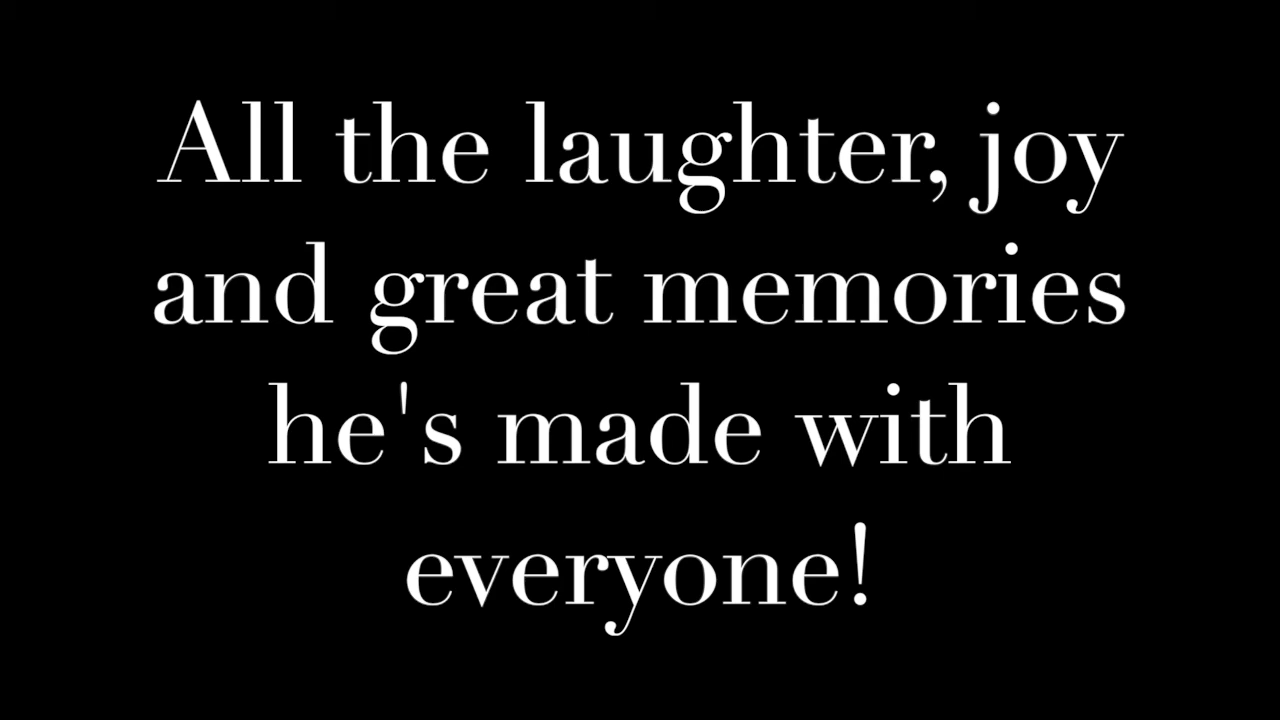 All the laughter, joy
and great memories
he's made with
everyone!